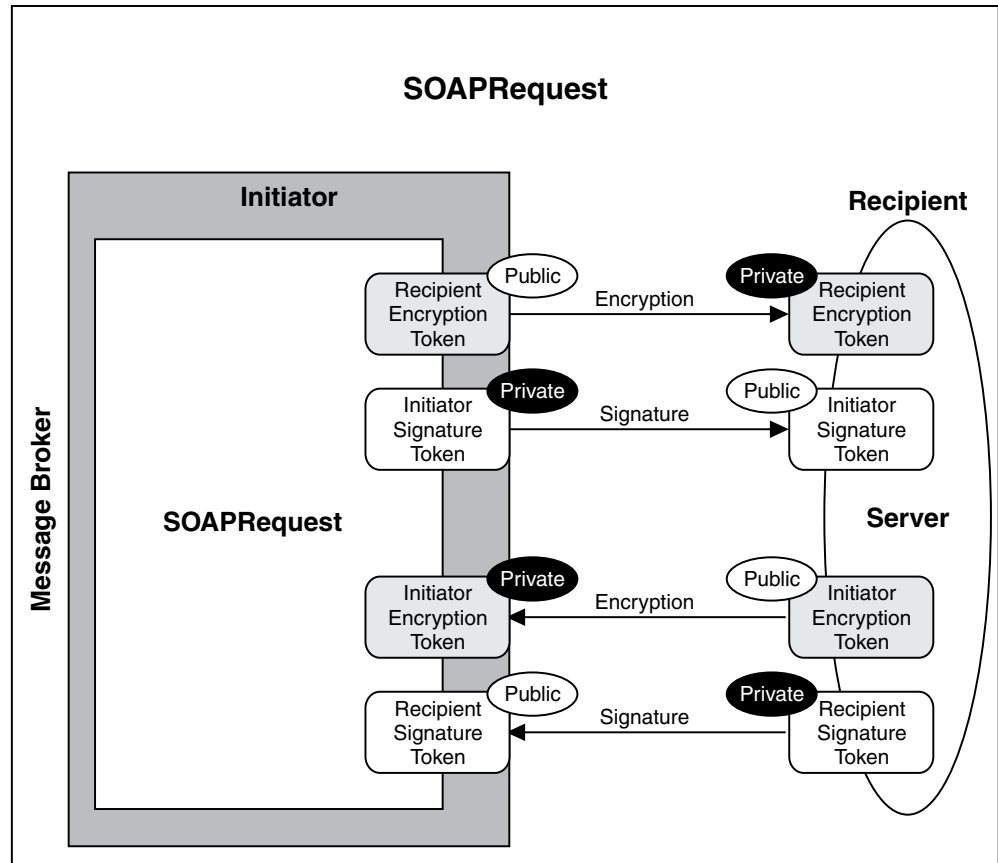 SOAPRequest
Initiator
Recipient
Message Broker
SOAPRequest
Server
Public
Recipient
Encryption
Token
Encryption
Private
Recipient
Encryption
Token
Private
Initiator
Signature
Token
Signature
Public
Initiator
Signature
Token
Private
Initiator
Encryption
Token
Encryption
Public
Initiator
Encryption
Token
Public
Recipient
Signature
Token
Signature
Private
Recipient
Signature
Token